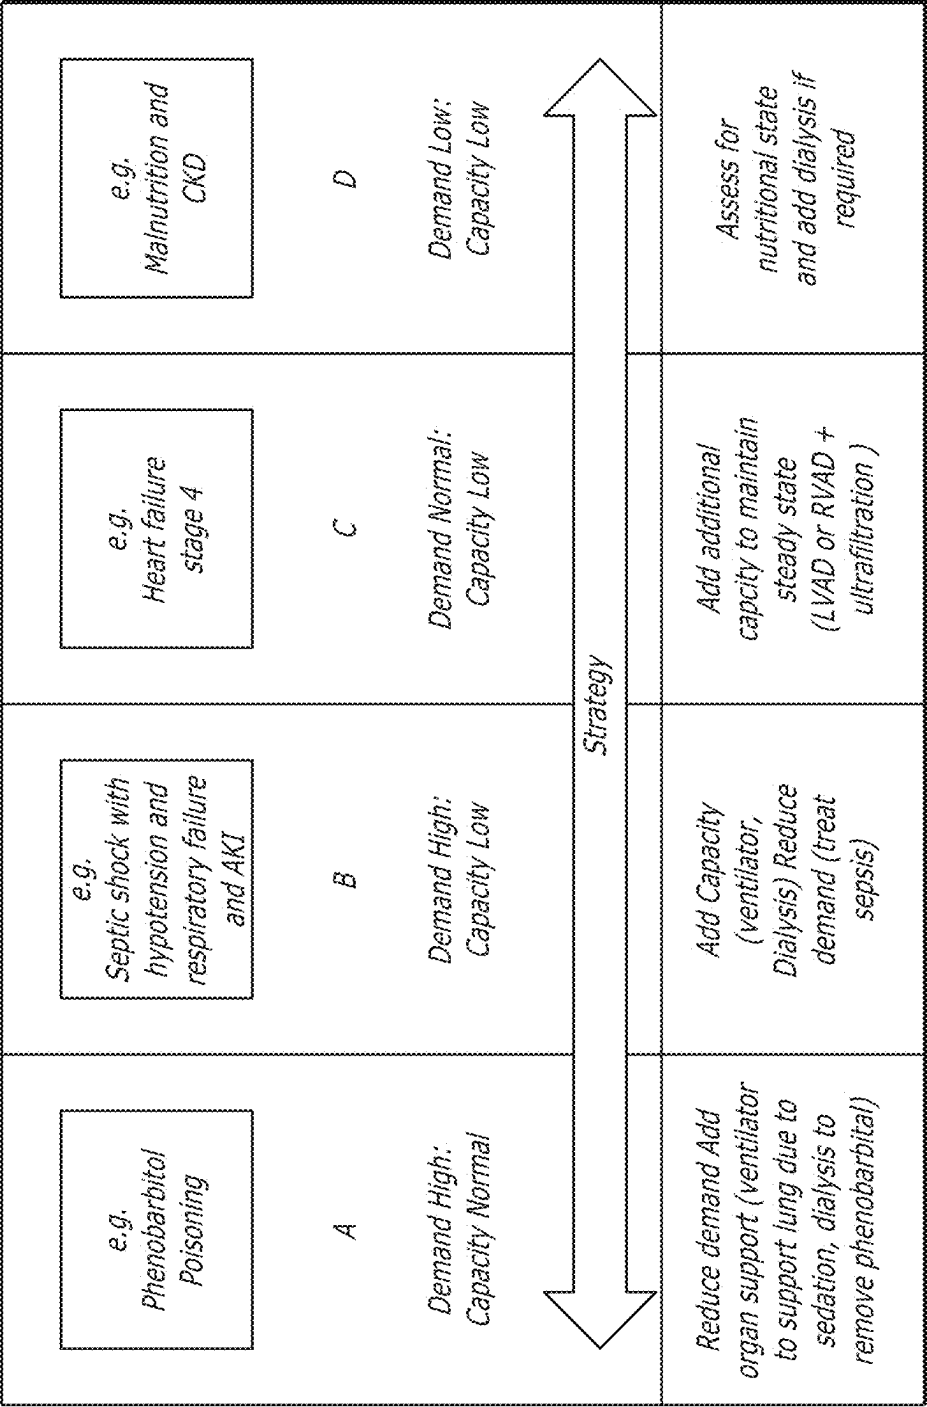 e.g.
Phenobarbitol
Poisoning
A
Demand High:
Capacity Normal
e.g.
Septic shock with
hypotension and
respiratory failure
and AKI
B
Demand High:
Capacity Low
e.g.
Heart failure
stage 4
C
Demand Normal:
Capacity Low
e.g.
Malnutrition and
CKD
D
Demand Low:
Capacity Low
Strategy
Reduce demand Add
organ support (ventilator
to support lung due to
sedation, dialysis to
remove phenobarbital)
Add Capacity
(ventilator,
Dialysis) Reduce
demand (treat
sepsis)
Add additional
capcity to maintain
steady state
(LVAD or RVAD +
ultrafiltration )
Assess for
nutritional state
and add dialysis if
required